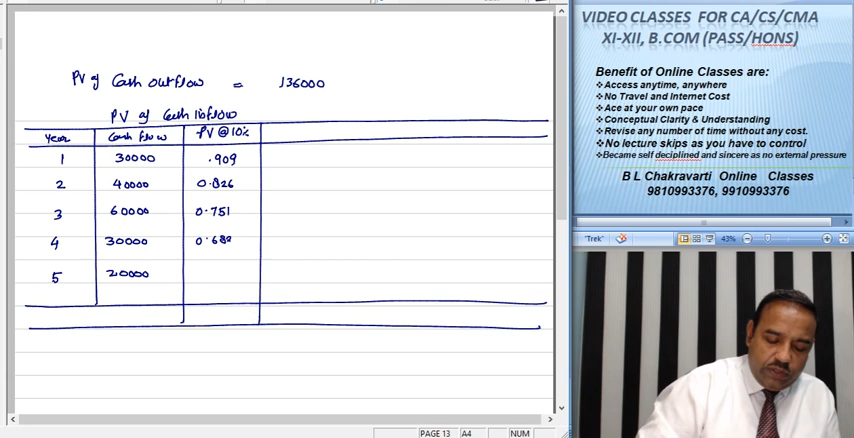 PV of Cash outflow = 136000
PV of Cash Inflow
Year Cash flow PV @ 10%
1 30000 .909
2 40000 0.826
3 60000 0.751
4 30000 0.682
5 20000
PAGE 13 A4 NUM
VIDEO CLASSES FOR CA/CS/CMA
XI-XII, B.COM (PASS/HONS)
Benefit of Online Classes are:
❖Access anytime, anywhere
❖No Travel and Internet Cost
❖Ace at your own pace
❖Conceptual Clarity & Understanding
❖Revise any number of time without any cost.
❖No lecture skips as you have to control
❖Became self deciplined and sincere as no external pressure
B L Chakravarti Online Classes
9810993376, 9910993376
"Trek" 43%